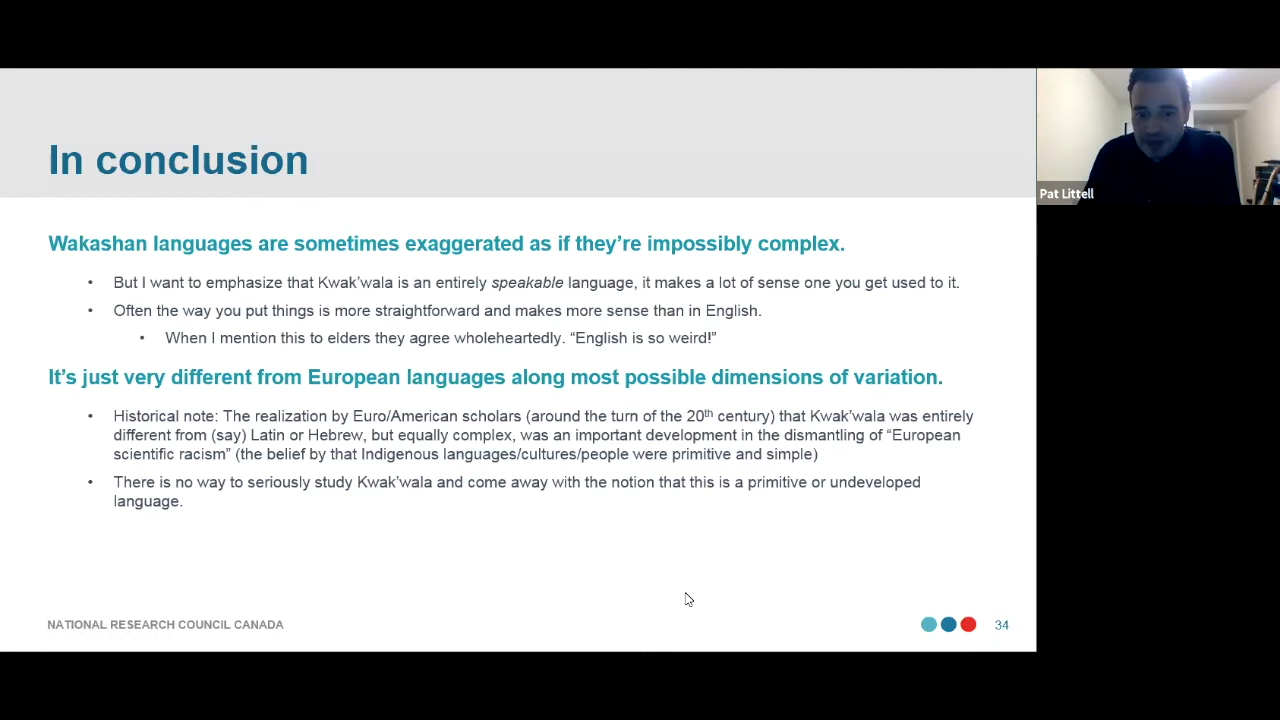 In conclusion
Pat Littell
Wakashan languages are sometimes exaggerated as if they're impossibly complex.
• But I want to emphasize that Kwak'wala is an entirely speakable language, it makes a lot of sense one you get used to it.
• Often the way you put things is more straightforward and makes more sense than in English.
• When I mention this to elders they agree wholeheartedly. “English is so weird!”
It's just very different from European languages along most possible dimensions of variation.
• Historical note: The realization by Euro/American scholars (around the turn of the 20th century) that Kwak'wala was entirely
different from (say) Latin or Hebrew, but equally complex, was an important development in the dismantling of “European
scientific racism” (the belief by that Indigenous languages/cultures/people were primitive and simple)
• There is no way to seriously study Kwak'wala and come away with the notion that this is a primitive or undeveloped
language.
NATIONAL RESEARCH COUNCIL CANADA
34